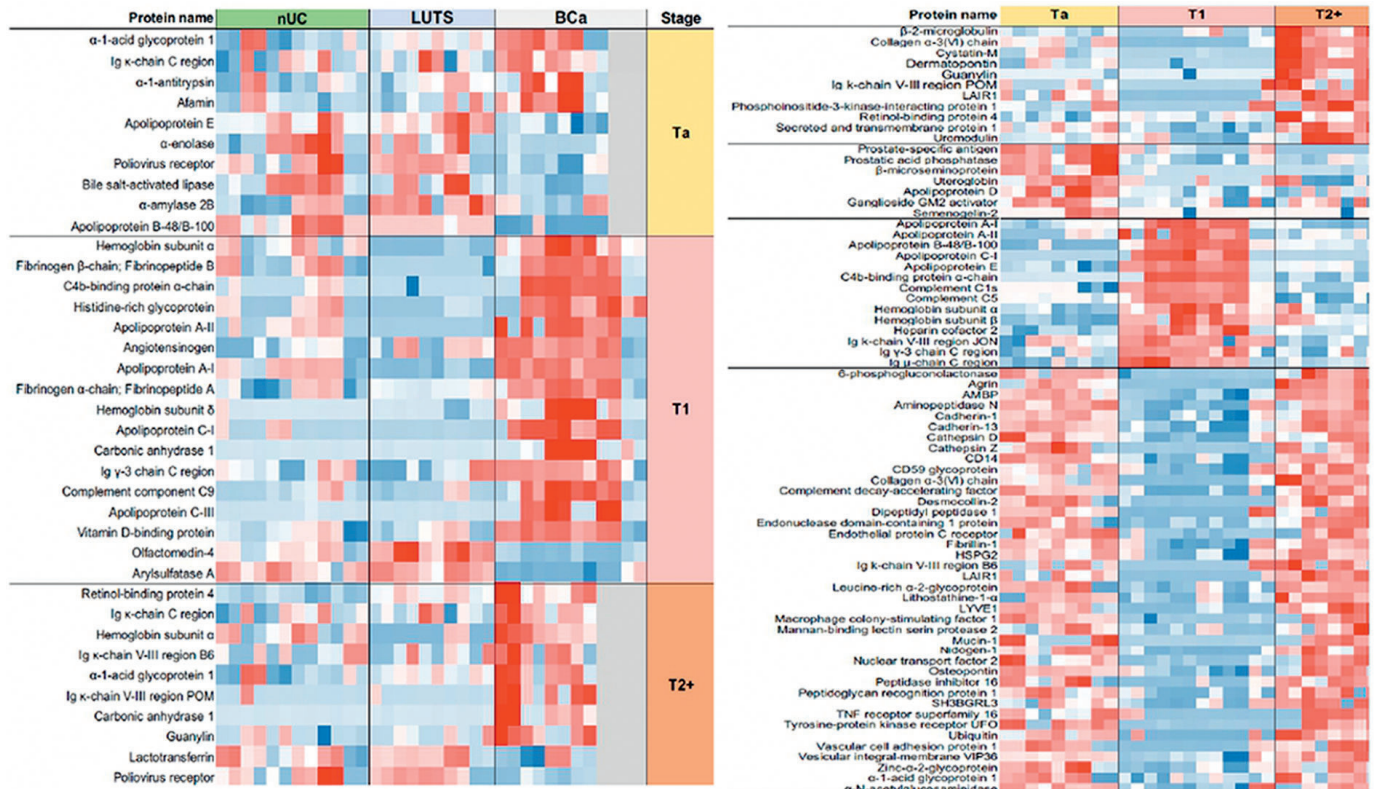 Protein name nUC LUTS BCa Stage
α-1-acid glycoprotein 1
Ig κ-chain C region
α-1-antitrypsin
Afamin
Apolipoprotein E
α-enolase
Poliovirus receptor
Bile salt-activated lipase
α-amylase 2B
Apolipoprotein B-48/B-100
Ta
Hemoglobin subunit α
Fibrinogen β-chain; Fibrinopeptide B
C4b-binding protein α-chain
Histidine-rich glycoprotein
Apolipoprotein A-II
Angiotensinogen
Apolipoprotein A-I
Fibrinogen α-chain; Fibrinopeptide A
Hemoglobin subunit δ
Apolipoprotein C-I
Carbonic anhydrase 1
Ig γ-3 chain C region
Complement component C9
Apolipoprotein C-III
Vitamin D-binding protein
Olfactomedin-4
Arylsulfatase A
T1
Retinol-binding protein 4
Ig κ-chain C region
Hemoglobin subunit α
Ig κ-chain V-III region B6
α-1-acid glycoprotein 1
Ig κ-chain V-III region POM
Carbonic anhydrase 1
Guanylin
Lactotransferrin
Poliovirus receptor
T2+
Protein name Ta T1 T2+
β-2-microglobulin
Collagen α-3(VI) chain
Cystatin-M
Dermatopontin
Guanylin
Ig k-chain V-III region POM
LAIR1
Phosphoinositide-3-kinase-interacting protein 1
Retinol-binding protein 4
Secreted and transmembrane protein 1
Uromodulin
Prostate-specific antigen
Prostatic acid phosphatase
β-microseminoprotein
Uteroglobin
Apolipoprotein D
Ganglioside GM2 activator
Semenogelin-2
Apolipoprotein A-I
Apolipoprotein A-II
Apolipoprotein B-48/B-100
Apolipoprotein C-I
Apolipoprotein E
C4b-binding protein α-chain
Complement C1s
Complement C5
Hemoglobin subunit α
Hemoglobin subunit β
Heparin cofactor 2
Ig k-chain V-III region JON
Ig γ-3 chain C region
Ig μ-chain C region
6-phosphogluconolactonase
Agrin
AMBP
Aminopeptidase N
Cadherin-1
Cadherin-13
Cathepsin D
Cathepsin Z
CD14
CD59 glycoprotein
Collagen α-3(VI) chain
Complement decay-accelerating factor
Desmocollin-2
Dipeptidyl peptidase 1
Endonuclease domain-containing 1 protein
Endothelial protein C receptor
Fibrillin-1
HSPG2
Ig k-chain V-III region B6
LAIR1
Leucine-rich α-2-glycoprotein
Lithostathine-1-α
LYVE1
Macrophage colony-stimulating factor 1
Mannan-binding lectin serin protease 2
Mucin-1
Nidogen-1
Nuclear transport factor 2
Osteopontin
Peptidase inhibitor 16
Peptidoglycan recognition protein 1
SH3BGRL3
TNF receptor superfamily 16
Tyrosine-protein kinase receptor UFO
Ubiquitin
Vascular cell adhesion protein 1
Vesicular integral-membrane VIP36
Zinc-α-2-glycoprotein
α-1-acid glycoprotein 1